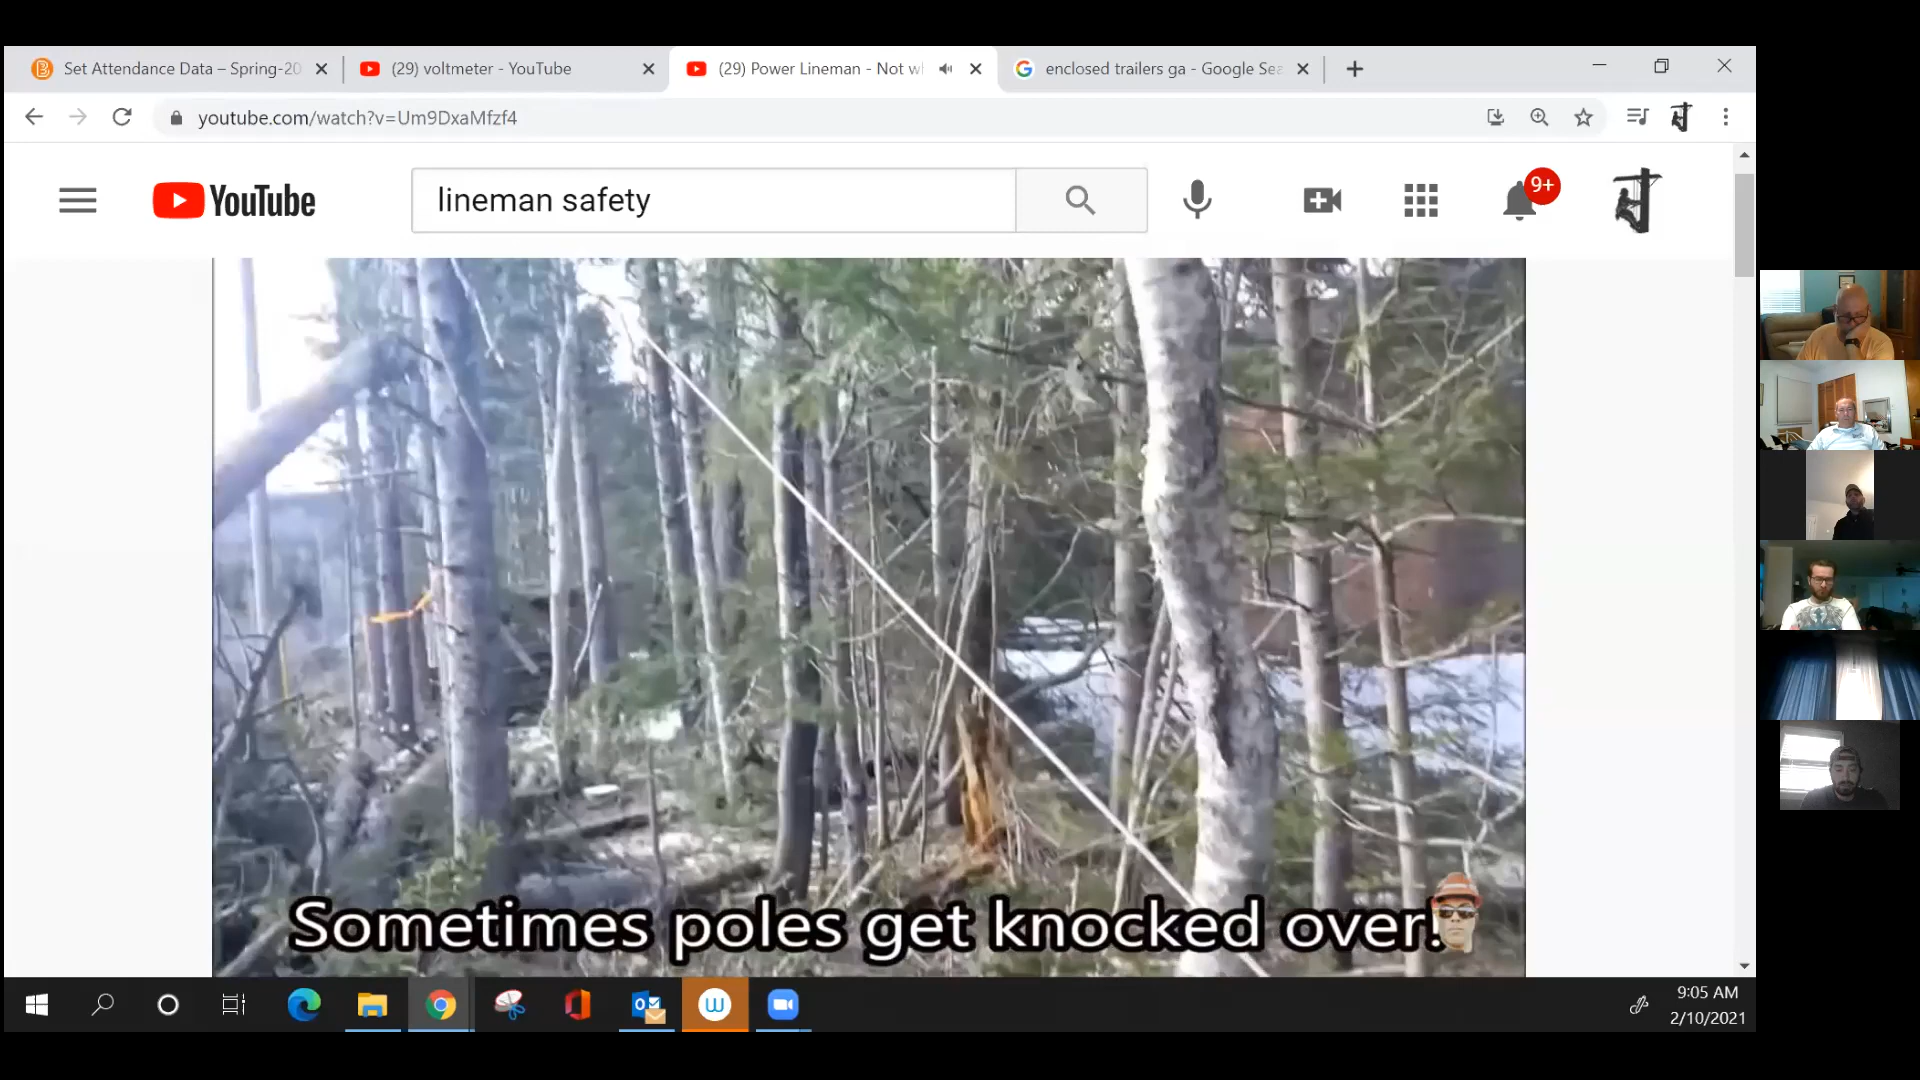 Set Attendance Data – Spring-20
(29) voltmeter - YouTube
(29) Power Lineman - Not w
enclosed trailers ga - Google Sea
youtube.com/watch?v=Um9DxaMfzf4
YouTube
lineman safety
9+
Sometimes poles get knocked over!
9:05 AM
2/10/2021